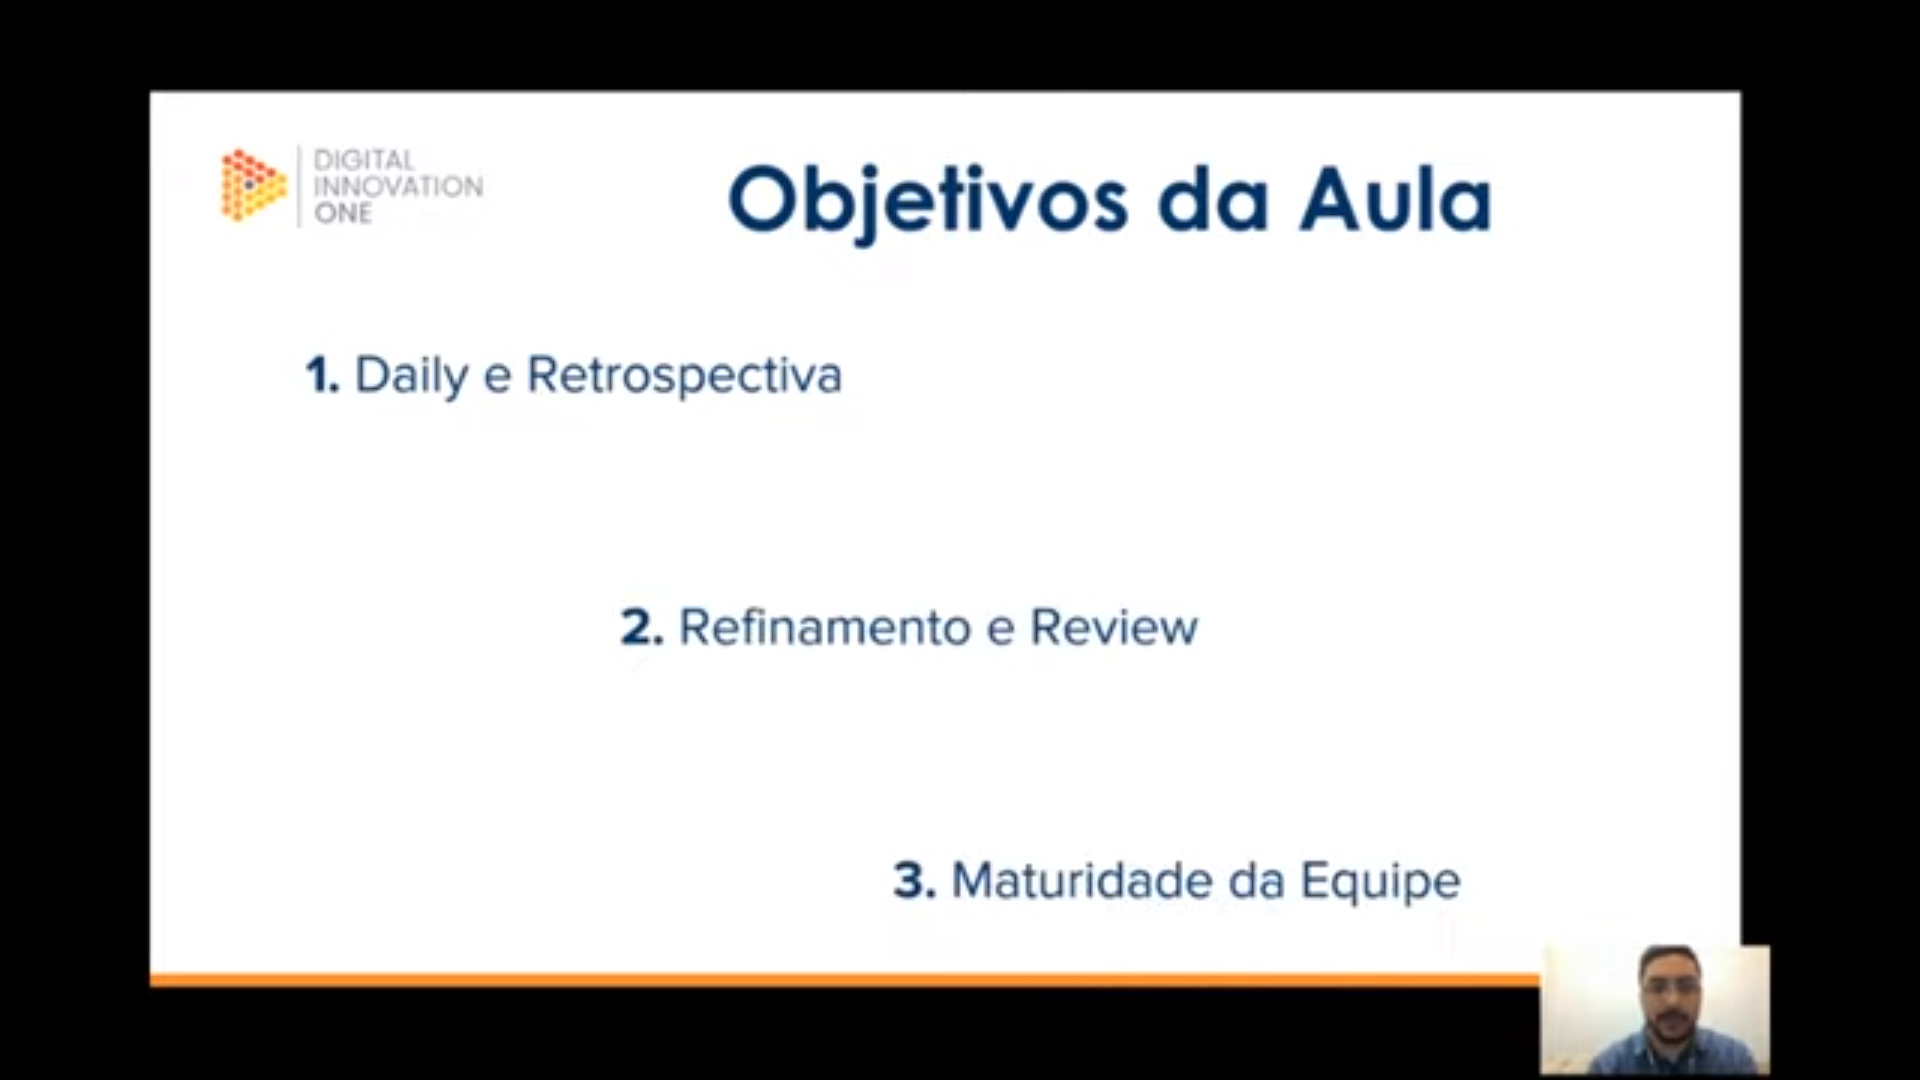 DIGITAL
INNOVATION
ONE
Objetivos da Aula
1. Daily e Retrospectiva
2. Refinamento e Review
3. Maturidade da Equipe